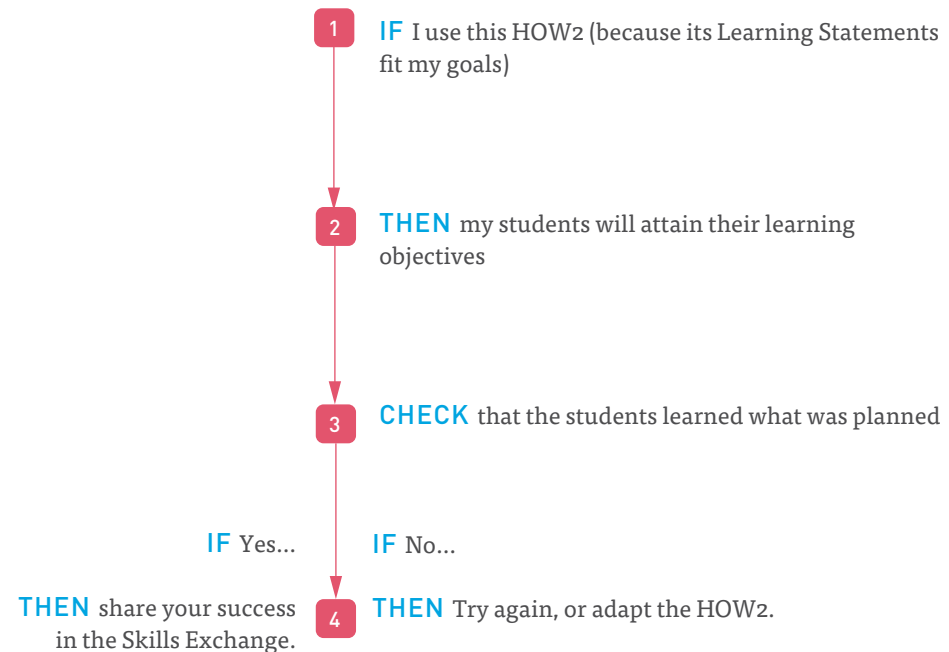 1
IF I use this HOW2 (because its Learning Statements
fit my goals)
2
THEN my students will attain their learning
objectives
3
CHECK that the students learned what was planned
IF Yes...
IF No...
THEN share your success
in the Skills Exchange.
4
THEN Try again, or adapt the HOW2.